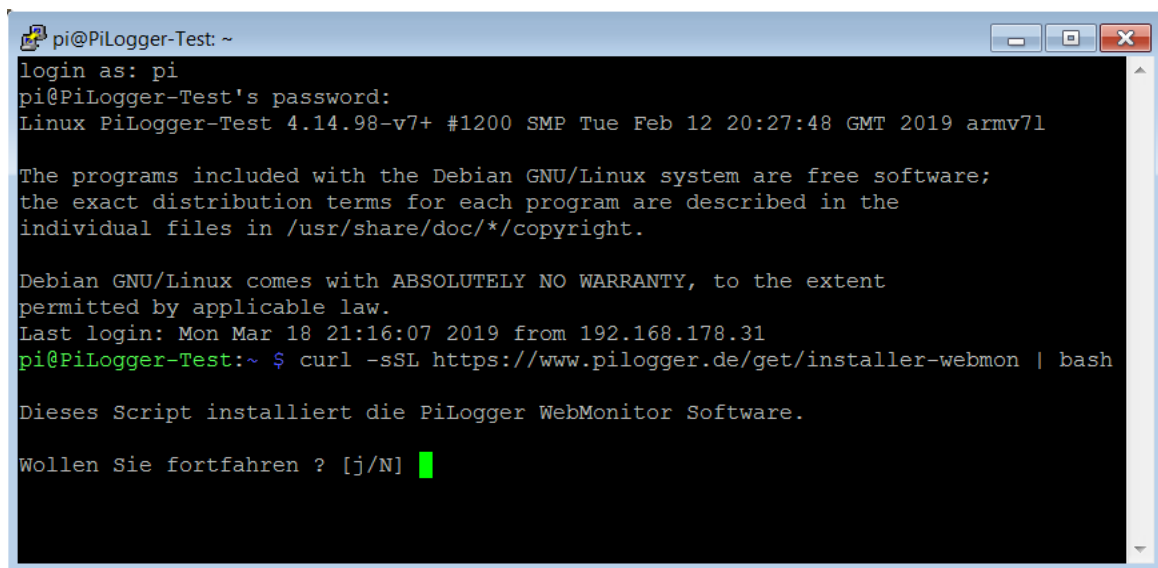 pi@PiLogger-Test: ~
login as: pi
pi@PiLogger-Test's password:
Linux PiLogger-Test 4.14.98-v7+ #1200 SMP Tue Feb 12 20:27:48 GMT 2019 armv7l
The programs included with the Debian GNU/Linux system are free software;
the exact distribution terms for each program are described in the
individual files in /usr/share/doc/*/copyright.
Debian GNU/Linux comes with ABSOLUTELY NO WARRANTY, to the extent
permitted by applicable law.
Last login: Mon Mar 18 21:16:07 2019 from 192.168.178.31
pi@PiLogger-Test:~ $ curl -sSL https://www.pilogger.de/get/installer-webmon | bash
Dieses Script installiert die PiLogger WebMonitor Software.
Wollen Sie fortfahren ? [j/N]